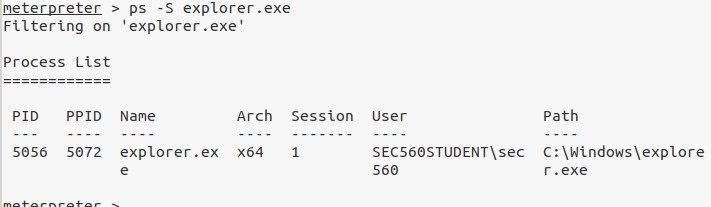 meterpreter > ps -S explorer.exe
Filtering on 'explorer.exe'
Process List
============
PID PPID Name Arch Session User Path
--- ---- ---- ---- ------- ---- ----
5056 5072 explorer.ex x64 1 SEC560STUDENT\sec C:\Windows\explore
e 560 r.exe
meterpreter >